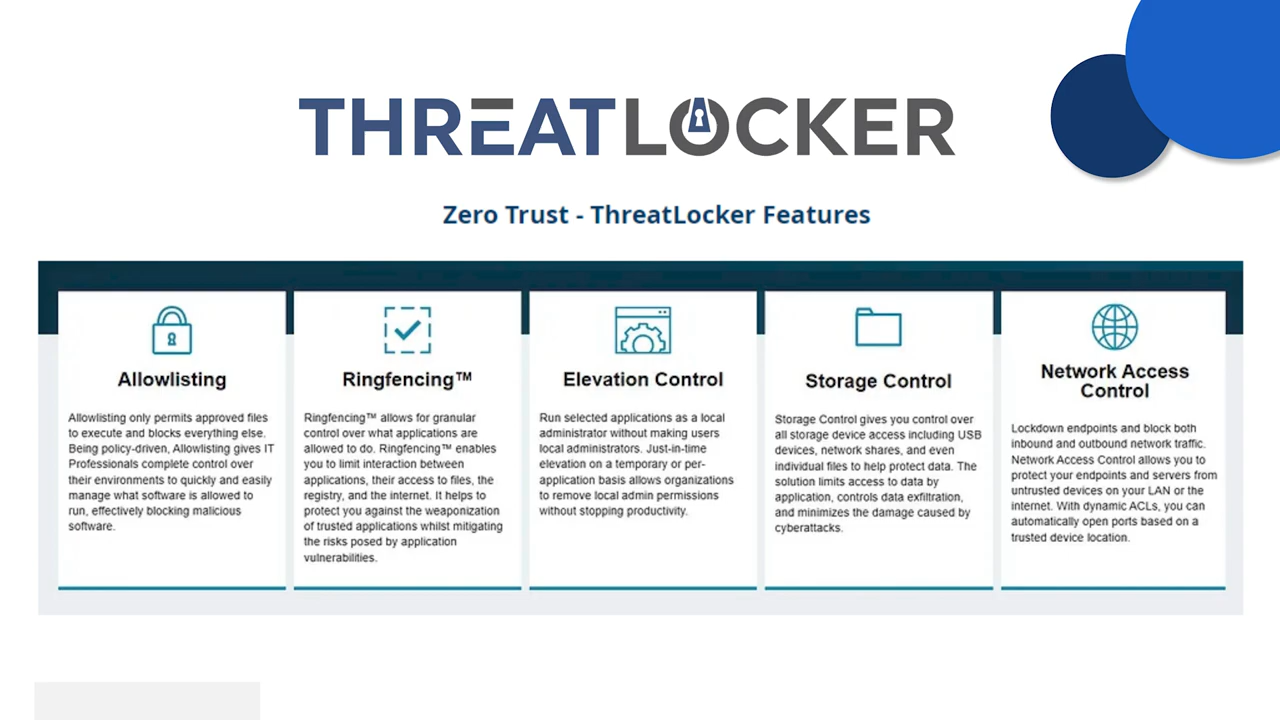 THREATLOCKER
Zero Trust - ThreatLocker Features
Allowlisting
Allowlisting only permits approved files
to execute and blocks everything else.
Being policy-driven, Allowlisting gives IT
Professionals complete control over
their environments to quickly and easily
manage what software is allowed to
run, effectively blocking malicious
software.
Ringfencing™
Ringfencing™ allows for granular
control over what applications are
allowed to do. Ringfencing™ enables
you to limit interaction between
applications, their access to files, the
registry, and the internet. It helps to
protect you against the weaponization
of trusted applications whilst mitigating
the risks posed by application
vulnerabilities.
Elevation Control
Run selected applications as a local
administrator without making users
local administrators. Just-in-time
elevation on a temporary or per-
application basis allows organizations
to remove local admin permissions
without stopping productivity.
Storage Control
Storage Control gives you control over
all storage device access including USB
devices, network shares, and even
individual files to help protect data. The
solution limits access to data by
application, controls data exfiltration,
and minimizes the damage caused by
cyberattacks.
Network Access
Control
Lockdown endpoints and block both
inbound and outbound network traffic.
Network Access Control allows you to
protect your endpoints and servers from
untrusted devices on your LAN or the
internet. With dynamic ACLs, you can
automatically open ports based on a
trusted device location.